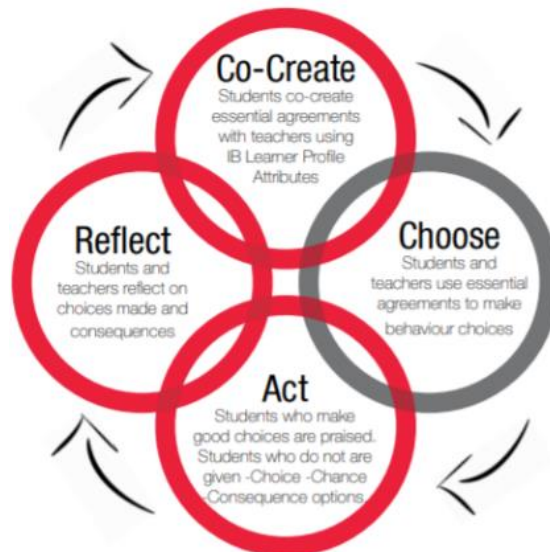 Co-Create
Students co-create
essential agreements
with teachers using
IB Learner Profile
Attributes
Choose
Students and
teachers use essential
agreements to make
behaviour choices
Act
Students who make
good choices are praised.
Students who do not are
given -Choice -Chance
-Consequence options.
Reflect
Students and
teachers reflect on
choices made and
consequences